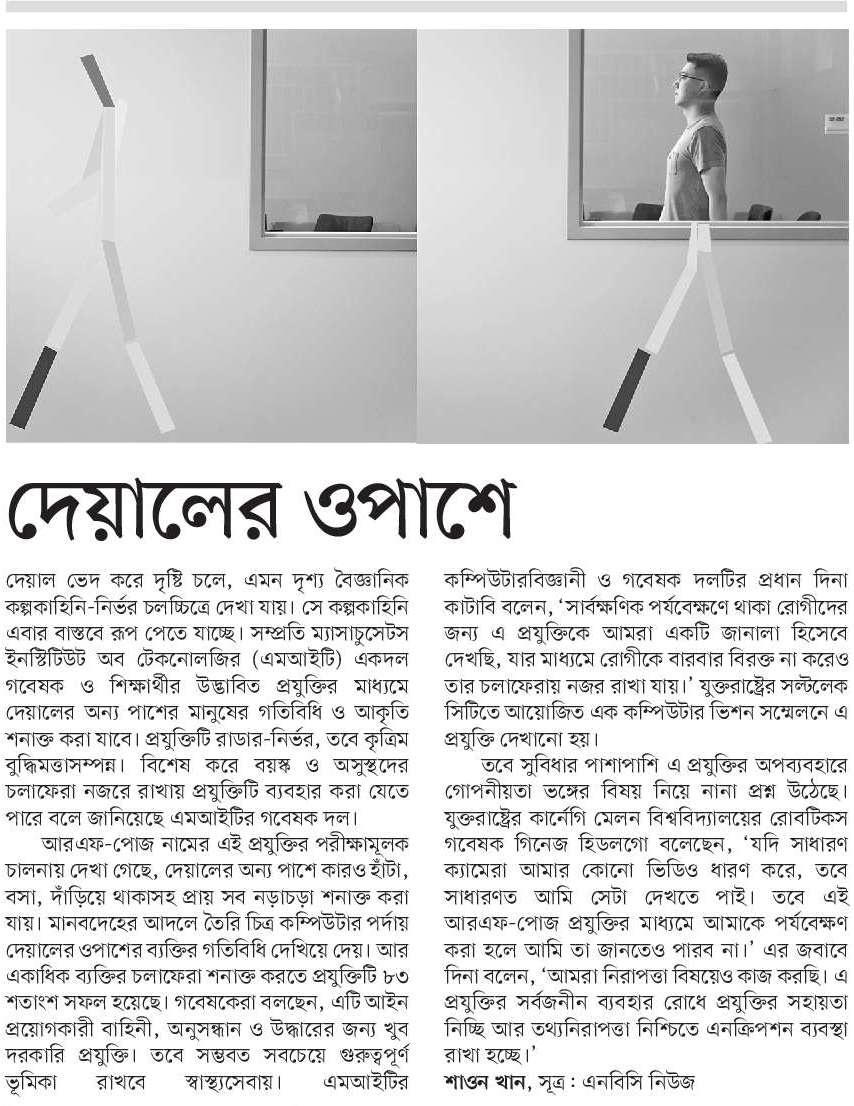 দেয়ালের ওপাশে
দেয়াল ভেদ করে দৃষ্টি চলে, এমন দৃশ্য বৈজ্ঞানিক
কল্পকাহিনি-নির্ভর চলচ্চিত্রে দেখা যায়। সে কল্পকাহিনি
এবার বাস্তবে রূপ পেতে যাচ্ছে। সম্প্রতি ম্যাসাচুসেটস
ইনস্টিটিউট অব টেকনোলজির (এমআইটি) একদল
গবেষক ও শিক্ষার্থীর উদ্ভাবিত প্রযুক্তির মাধ্যমে
দেয়ালের অন্য পাশের মানুষের গতিবিধি ও আকৃতি
শনাক্ত করা যাবে। প্রযুক্তিটি রাডার-নির্ভর, তবে কৃত্রিম
বুদ্ধিমত্তাসম্পন্ন। বিশেষ করে বয়স্ক ও অসুস্থদের
চলাফেরা নজরে রাখায় প্রযুক্তিটি ব্যবহার করা যেতে
পারে বলে জানিয়েছে এমআইটির গবেষক দল।
আরএফ-পোজ নামের এই প্রযুক্তির পরীক্ষামূলক
চালনায় দেখা গেছে, দেয়ালের অন্য পাশে কারও হাঁটা,
বসা, দাঁড়িয়ে থাকাসহ প্রায় সব নড়াচড়া শনাক্ত করা
যায়। মানবদেহের আদলে তৈরি চিত্র কম্পিউটার পর্দায়
দেয়ালের ওপাশের ব্যক্তির গতিবিধি দেখিয়ে দেয়। আর
একাধিক ব্যক্তির চলাফেরা শনাক্ত করতে প্রযুক্তিটি ৮৩
শতাংশ সফল হয়েছে। গবেষকেরা বলছেন, এটি আইন
প্রয়োগকারী বাহিনী, অনুসন্ধান ও উদ্ধারের জন্য খুব
দরকারি প্রযুক্তি। তবে সম্ভবত সবচেয়ে গুরুত্বপূর্ণ
ভূমিকা রাখবে স্বাস্থ্যসেবায়। এমআইটির
কম্পিউটারবিজ্ঞানী ও গবেষক দলটির প্রধান দিনা
কাটাবি বলেন, ‘সার্বক্ষণিক পর্যবেক্ষণে থাকা রোগীদের
জন্য এ প্রযুক্তিকে আমরা একটি জানালা হিসেবে
দেখছি, যার মাধ্যমে রোগীকে বারবার বিরক্ত না করেও
তার চলাফেরায় নজর রাখা যায়।’ যুক্তরাষ্ট্রের সল্টলেক
সিটিতে আয়োজিত এক কম্পিউটার ভিশন সম্মেলনে এ
প্রযুক্তি দেখানো হয়।
তবে সুবিধার পাশাপাশি এ প্রযুক্তির অপব্যবহারে
গোপনীয়তা ভঙ্গের বিষয় নিয়ে নানা প্রশ্ন উঠেছে।
যুক্তরাষ্ট্রের কার্নেগি মেলন বিশ্ববিদ্যালয়ের রোবটিকস
গবেষক গিনেজ হিডলগো বলেছেন, ‘যদি সাধারণ
ক্যামেরা আমার কোনো ভিডিও ধারণ করে, তবে
সাধারণত আমি সেটা দেখতে পাই। তবে এই
আরএফ-পোজ প্রযুক্তির মাধ্যমে আমাকে পর্যবেক্ষণ
করা হলে আমি তা জানতেও পারব না।’ এর জবাবে
দিনা বলেন, ‘আমরা নিরাপত্তা বিষয়েও কাজ করছি। এ
প্রযুক্তির সর্বজনীন ব্যবহার রোধে প্রযুক্তির সহায়তা
নিচ্ছি আর তথ্যনিরাপত্তা নিশ্চিতে এনক্রিপশন ব্যবস্থা
রাখা হচ্ছে।’
শাওন খান, সূত্র : এনবিসি নিউজ